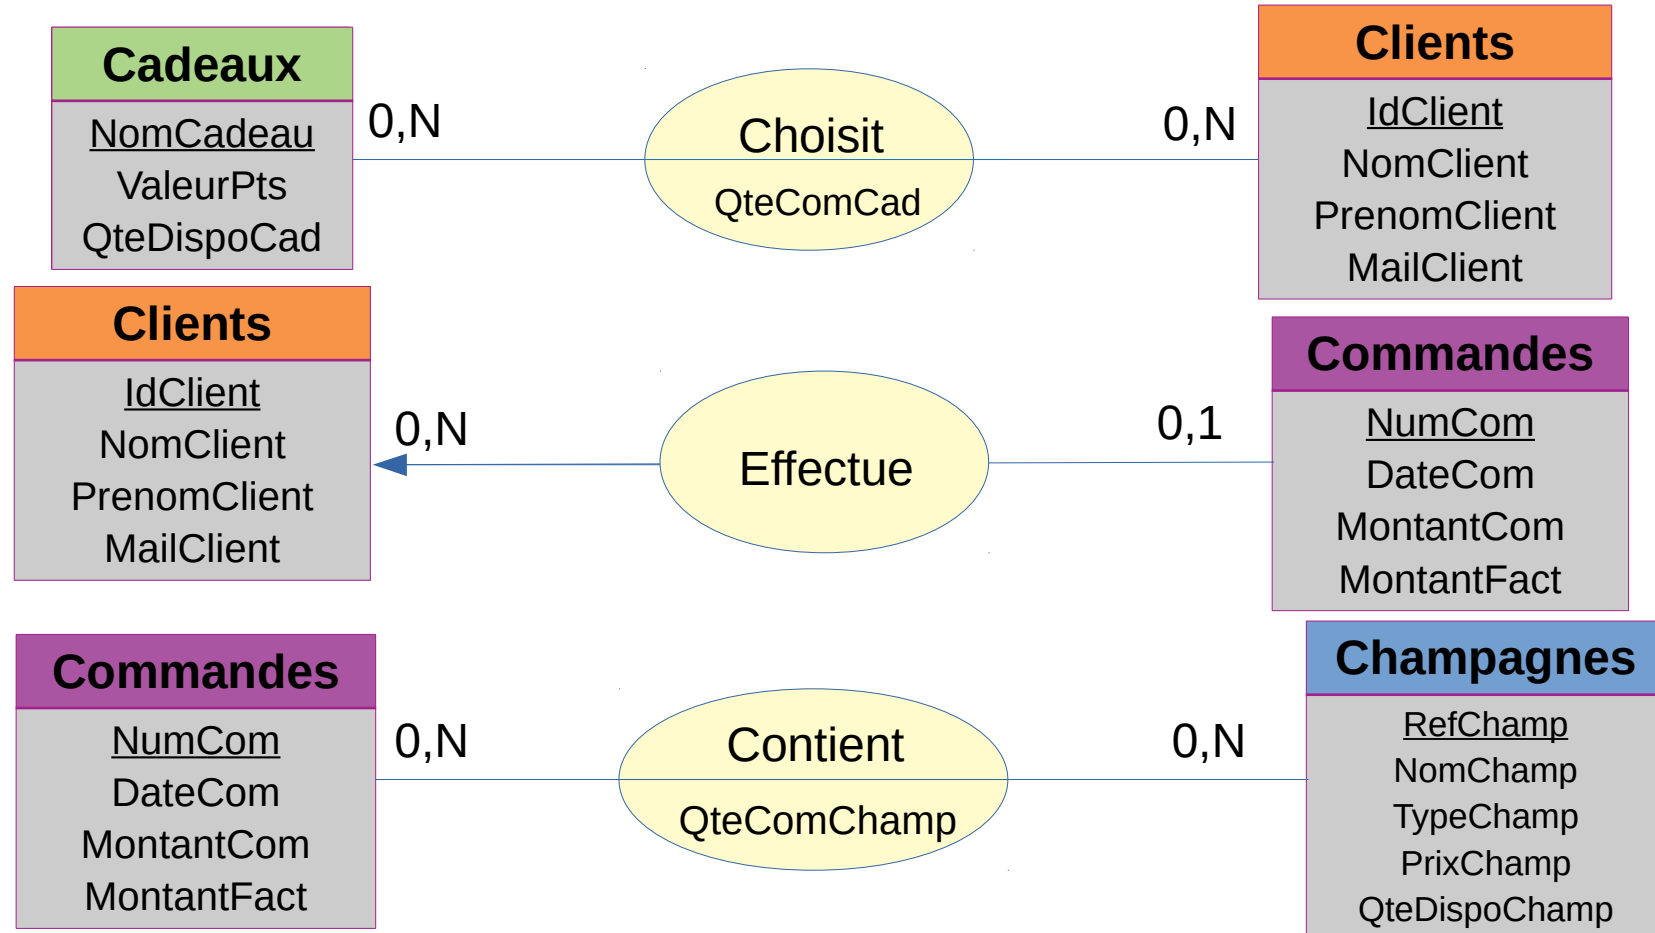 Cadeaux
NomCadeau
ValeurPts
QteDispoCad
0,N
Choisit
QteComCad
0,N
Clients
IdClient
NomClient
PrenomClient
MailClient
Clients
IdClient
NomClient
PrenomClient
MailClient
0,N
Effectue
0,1
Commandes
NumCom
DateCom
MontantCom
MontantFact
Commandes
NumCom
DateCom
MontantCom
MontantFact
0,N
Contient
QteComChamp
0,N
Champagnes
RefChamp
NomChamp
TypeChamp
PrixChamp
QteDispoChamp